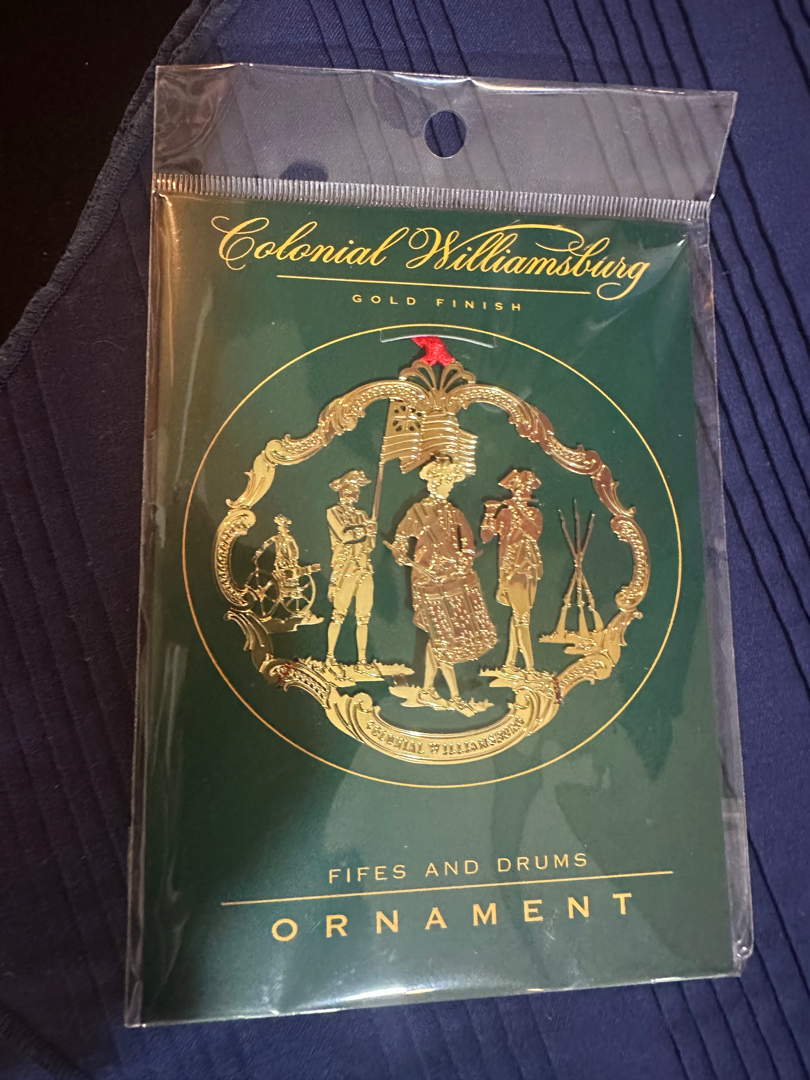 Colonial Williamsburg
GOLD FINISH
COLONIAL WILLIAMSBURG
FIFES AND DRUMS
ORNAMENT